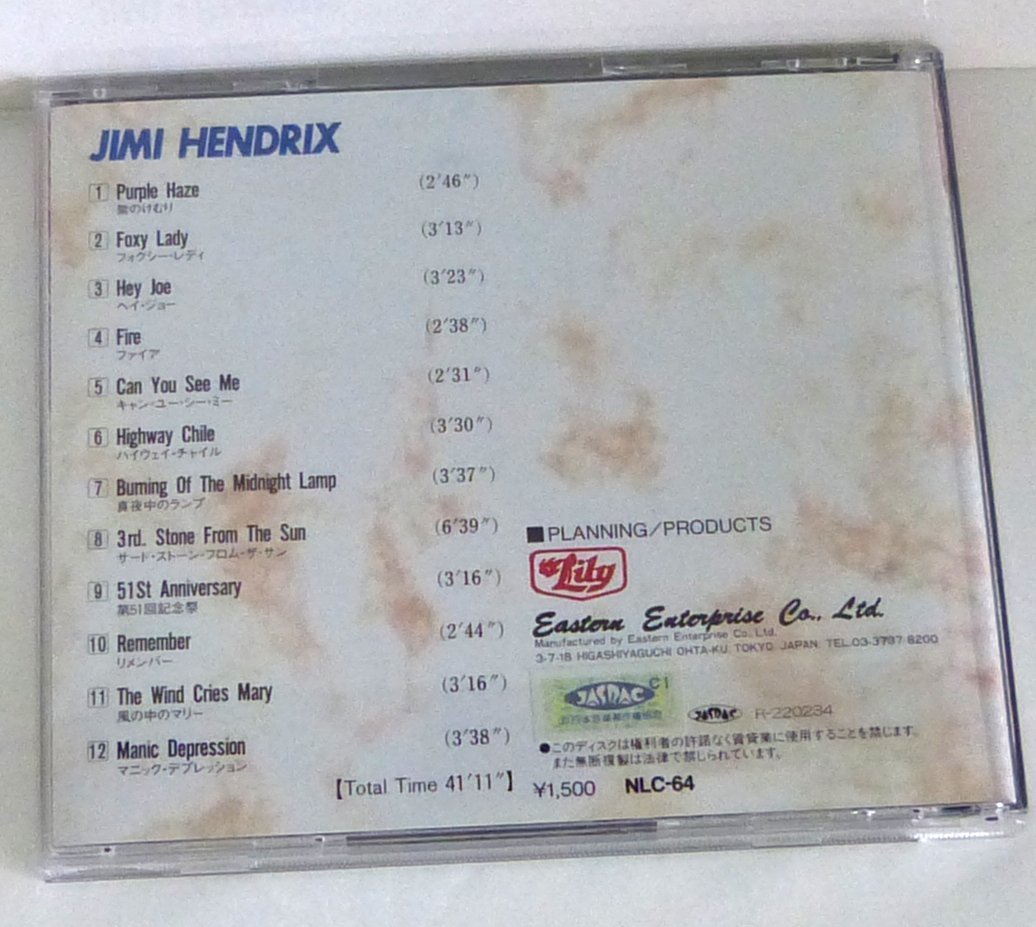 JIMI HENDRIX
1 Purple Haze (2'46")
紫のけむり
2 Foxy Lady (3'13")
フォクシー・レディ
3 Hey Joe (3'23")
ヘイ・ジョー
4 Fire (2'38")
ファイア
5 Can You See Me (2'31")
キャン・ユー・シー・ミー
6 Highway Chile (3'30")
ハイウェイ・チャイル
7 Burning Of The Midnight Lamp (3'37")
真夜中のランプ
8 3rd. Stone From The Sun (6'39")
サード・ストーン・フロム・ザ・サン
9 51St Anniversary (3'16")
第51回記念祭
10 Remember (2'44")
リメンバー
11 The Wind Cries Mary (3'16")
風の中のマリー
12 Manic Depression (3'38")
マニック・デプレッション
【Total Time 41'11"】
■PLANNING/PRODUCTS
Lily
Eastern Enterprise Co., Ltd.
Manufactured by Eastern Enterprise Co., Ltd.
3-7-18 HIGASHIYAGUCHI OHTA-KU, TOKYO JAPAN. TEL.03-3797-8200
JASRAC C1
JASRAC R-220234
●このディスクは権利者の許諾なく賃貸業に使用することを禁じます。
また無断複製は法律で禁じられています。
¥1,500 NLC-64